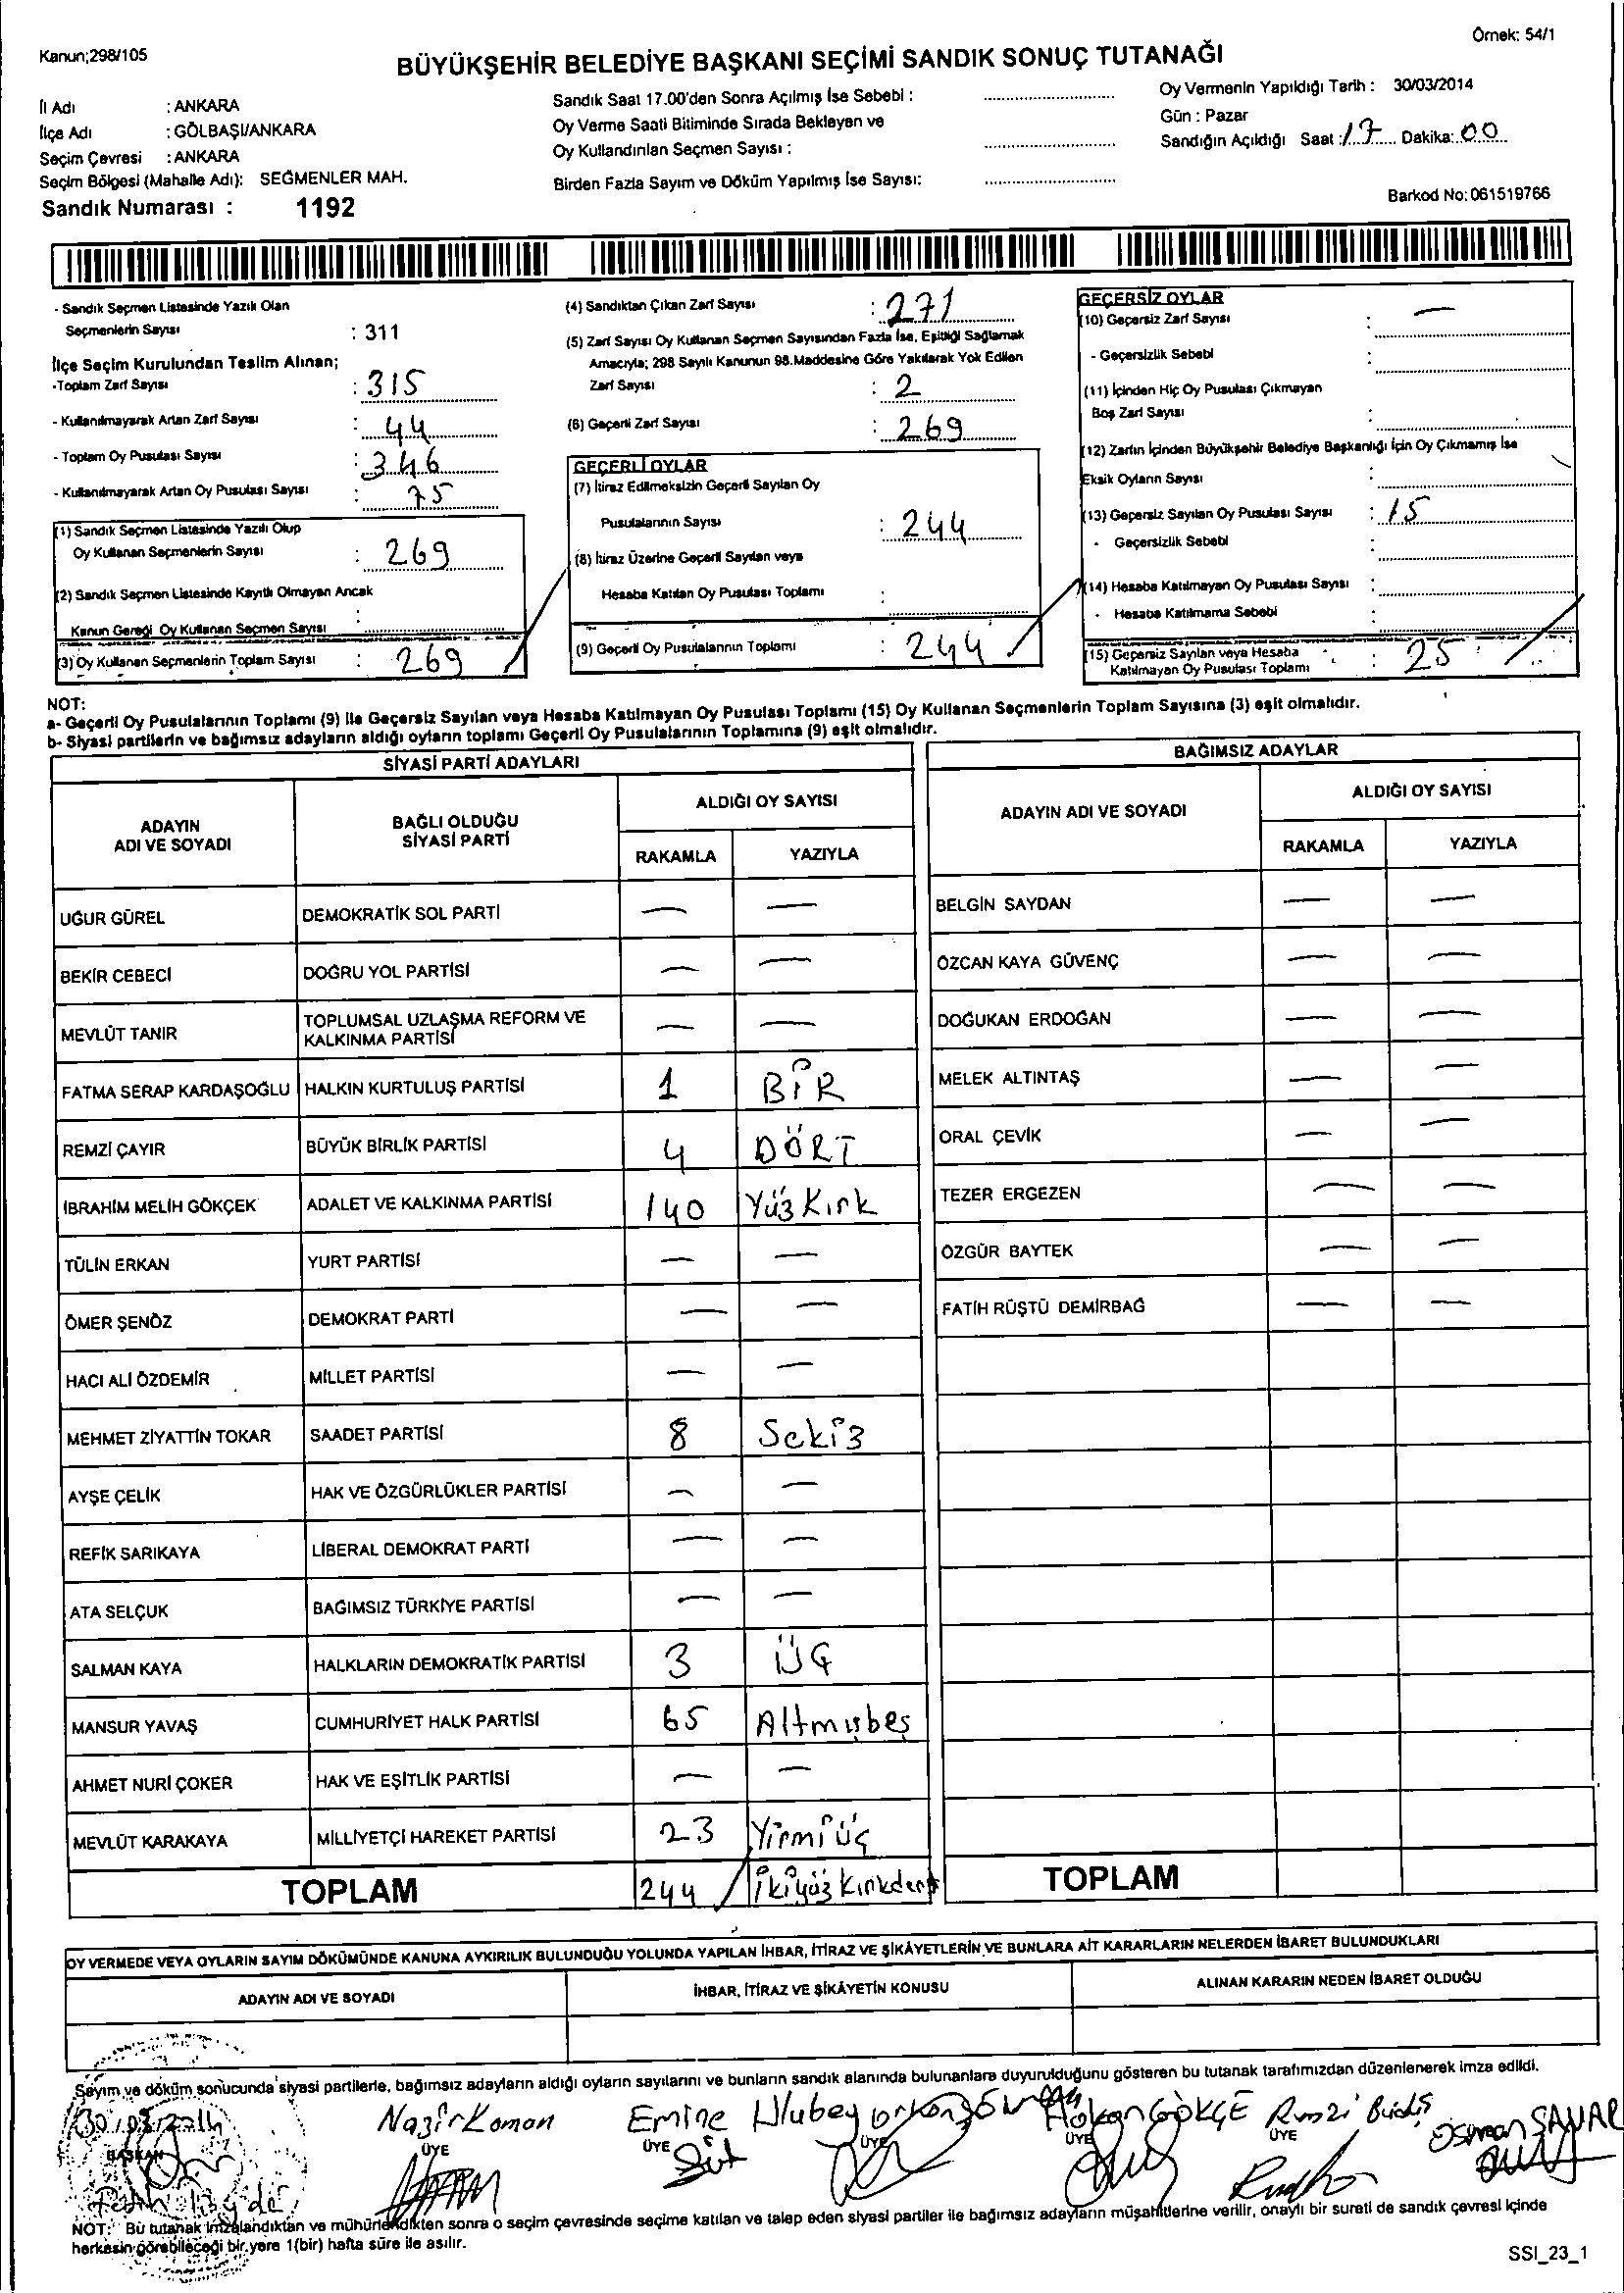 Kanun;298/105
Örnek: 54/1
BÜYÜKŞEHİR BELEDİYE BAŞKANI SEÇİMİ SANDIK SONUÇ TUTANAĞI
İl Adı : ANKARA
İlçe Adı : GÖLBAŞI/ANKARA
Seçim Çevresi : ANKARA
Seçim Bölgesi (Mahalle Adı): SEĞMENLER MAH.
Sandık Numarası : 1192
Sandık Saat 17.00'den Sonra Açılmış İse Sebebi :
Oy Verme Saati Bitiminde Sırada Bekleyen ve
Oy Kullandırılan Seçmen Sayısı :
Birden Fazla Sayım ve Döküm Yapılmış İse Sayısı:
Oy Vermenin Yapıldığı Tarih : 30/03/2014
Gün : Pazar
Sandığın Açıldığı Saat : 17 Dakika: 00
Barkod No: 061519766
- Sandık Seçmen Listesinde Yazılı Olan
Seçmenlerin Sayısı : 311
İlçe Seçim Kurulundan Teslim Alınan;
-Toplam Zarf Sayısı : 315
- Kullanılmayarak Artan Zarf Sayısı : 44
- Toplam Oy Pusulası Sayısı : 346
- Kullanılmayarak Artan Oy Pusulası Sayısı : 75
(1) Sandık Seçmen Listesinde Yazılı Olup
Oy Kullanan Seçmenlerin Sayısı : 269
(2) Sandık Seçmen Listesinde Kayıtlı Olmayan Ancak
Kanun Gereği Oy Kullanan Seçmen Sayısı :
(3) Oy Kullanan Seçmenlerin Toplam Sayısı : 269
(4) Sandıktan Çıkan Zarf Sayısı : 271
(5) Zarf Sayısı Oy Kullanan Seçmen Sayısından Fazla İse, Eşitliği Sağlamak
Amacıyla; 298 Sayılı Kanunun 98.Maddesine Göre Yakılarak Yok Edilen
Zarf Sayısı : 2
(6) Geçerli Zarf Sayısı : 269
GEÇERLİ OYLAR
(7) İtiraz Edilmeksizin Geçerli Sayılan Oy
Pusulalarının Sayısı : 244
(8) İtiraz Üzerine Geçerli Sayılan veya
Hesaba Katılan Oy Pusulası Toplamı :
(9) Geçerli Oy Pusulalarının Toplamı : 244
GEÇERSİZ OYLAR
(10) Geçersiz Zarf Sayısı : —
- Geçersizlik Sebebi :
(11) İçinden Hiç Oy Pusulası Çıkmayan
Boş Zarf Sayısı :
(12) Zarfın İçinden Büyükşehir Belediye Başkanlığı İçin Oy Çıkmamış İse
Eksik Oyların Sayısı :
(13) Geçersiz Sayılan Oy Pusulası Sayısı : 15
- Geçersizlik Sebebi :
(14) Hesaba Katılmayan Oy Pusulası Sayısı :
- Hesaba Katılmama Sebebi :
(15) Geçersiz Sayılan veya Hesaba
Katılmayan Oy Pusulası Toplamı : 25
NOT:
a- Geçerli Oy Pusulalarının Toplamı (9) ile Geçersiz Sayılan veya Hesaba Katılmayan Oy Pusulası Toplamı (15) Oy Kullanan Seçmenlerin Toplam Sayısına (3) eşit olmalıdır.
b- Siyasi partilerin ve bağımsız adayların aldığı oyların toplamı Geçerli Oy Pusulalarının Toplamına (9) eşit olmalıdır.
SİYASİ PARTİ ADAYLARI
ADAYIN ADI VE SOYADI
BAĞLI OLDUĞU SİYASİ PARTİ
ALDIĞI OY SAYISI
RAKAMLA YAZIYLA
UĞUR GÜREL DEMOKRATİK SOL PARTİ — —
BEKİR CEBECİ DOĞRU YOL PARTİSİ — —
MEVLÜT TANIR TOPLUMSAL UZLAŞMA REFORM VE KALKINMA PARTİSİ — —
FATMA SERAP KARDAŞOĞLU HALKIN KURTULUŞ PARTİSİ 1 BİR
REMZİ ÇAYIR BÜYÜK BİRLİK PARTİSİ 4 DÖRT
İBRAHİM MELİH GÖKÇEK ADALET VE KALKINMA PARTİSİ 140 Yüz Kırk
TÜLİN ERKAN YURT PARTİSİ — —
ÖMER ŞENÖZ DEMOKRAT PARTİ — —
HACI ALİ ÖZDEMİR MİLLET PARTİSİ — —
MEHMET ZİYATTİN TOKAR SAADET PARTİSİ 8 Sekiz
AYŞE ÇELİK HAK VE ÖZGÜRLÜKLER PARTİSİ — —
REFİK SARIKAYA LİBERAL DEMOKRAT PARTİ — —
ATA SELÇUK BAĞIMSIZ TÜRKİYE PARTİSİ — —
SALMAN KAYA HALKLARIN DEMOKRATİK PARTİSİ 3 ÜÇ
MANSUR YAVAŞ CUMHURİYET HALK PARTİSİ 65 Altmışbeş
AHMET NURİ ÇOKER HAK VE EŞİTLİK PARTİSİ — —
MEVLÜT KARAKAYA MİLLİYETÇİ HAREKET PARTİSİ 23 Yirmi üç
TOPLAM 244 İkiyüz Kırkdört
BAĞIMSIZ ADAYLAR
ADAYIN ADI VE SOYADI
ALDIĞI OY SAYISI
RAKAMLA YAZIYLA
BELGİN SAYDAN — —
ÖZCAN KAYA GÜVENÇ — —
DOĞUKAN ERDOĞAN — —
MELEK ALTINTAŞ — —
ORAL ÇEVİK — —
TEZER ERGEZEN — —
ÖZGÜR BAYTEK — —
FATİH RÜŞTÜ DEMİRBAĞ — —
TOPLAM
OY VERMEDE VEYA OYLARIN SAYIM DÖKÜMÜNDE KANUNA AYKIRILIK BULUNDUĞU YOLUNDA YAPILAN İHBAR, İTİRAZ VE ŞİKÂYETLERİN VE BUNLARA AİT KARARLARIN NELERDEN İBARET BULUNDUKLARI
ADAYIN ADI VE SOYADI
İHBAR, İTİRAZ VE ŞİKÂYETİN KONUSU
ALINAN KARARIN NEDEN İBARET OLDUĞU
Sayım ve döküm sonucunda siyasi partilerle, bağımsız adayların aldığı oyların sayılarını ve bunların sandık alanında bulunanlara duyurulduğunu gösteren bu tutanak tarafımızdan düzenlenerek imza edildi.
30/03/2014 Nazir Koman Emine Hakan GÖKÇE Osman
BAŞKAN ÜYE ÜYE ÜYE ÜYE ÜYE
NOT: Bu tutanak imzalandıktan ve mühürlendikten sonra o seçim çevresinde seçime katılan ve talep eden siyasi partiler ile bağımsız adayların müşahitlerine verilir, onaylı bir sureti de sandık çevresi içinde
herkesin görebileceği bir yere 1(bir) hafta süre ile asılır.
SSI_23_1